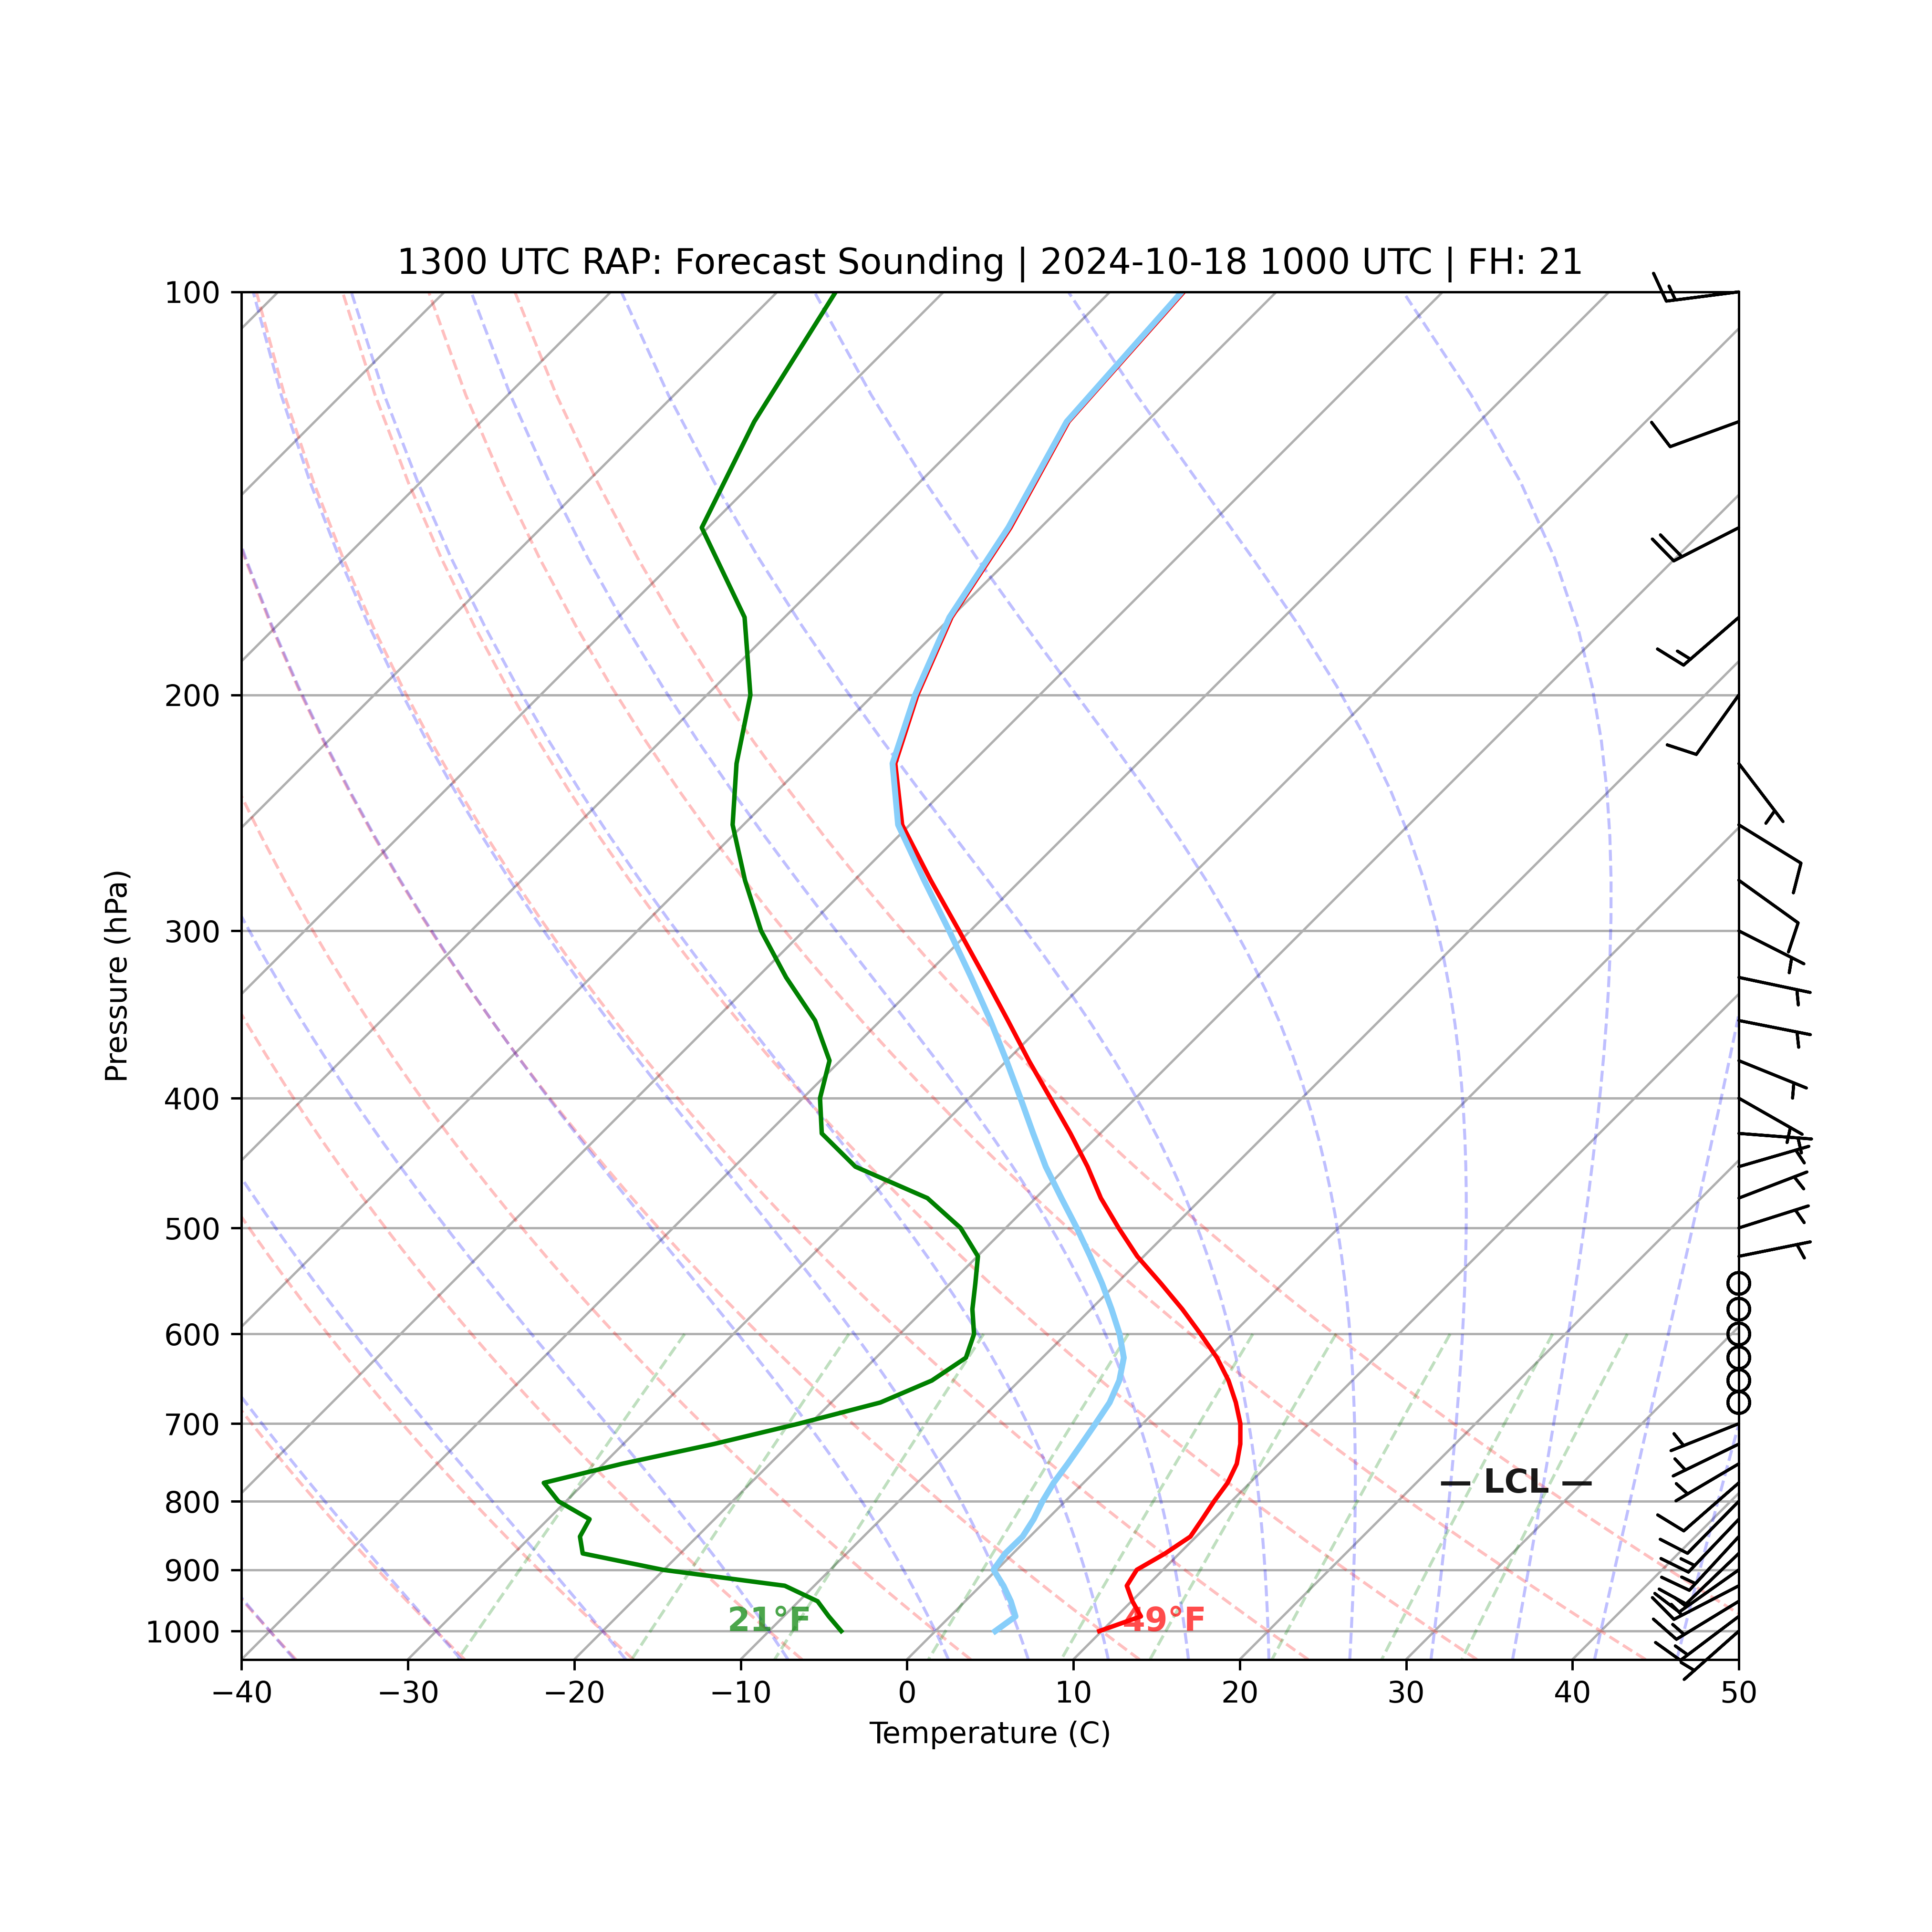 1300 UTC RAP: Forecast Sounding | 2024-10-18 1000 UTC | FH: 21
100
200
300
400
500
600
700
800
900
1000
Pressure (hPa)
— LCL —
21°F
49°F
−40 −30 −20 −10 0 10 20 30 40 50
Temperature (C)